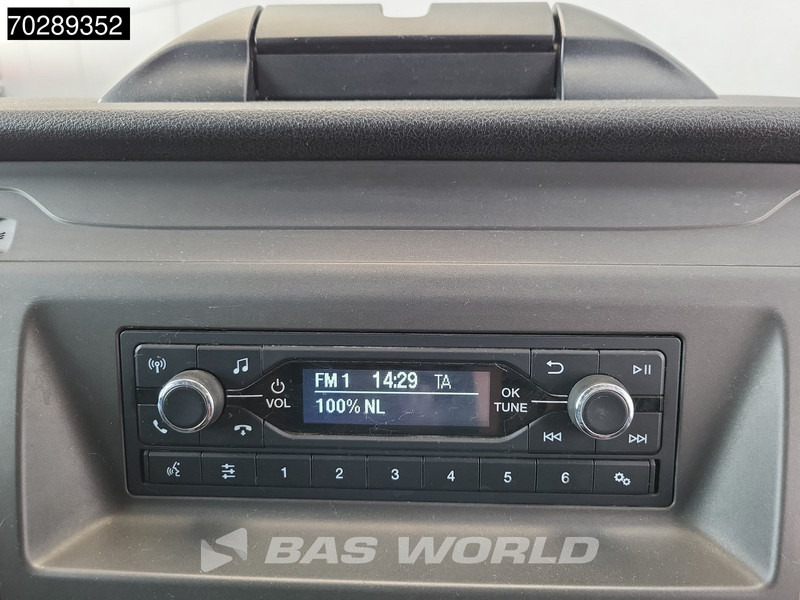 70289352
FM 1 14:29 TA
100% NL
VOL
OK
TUNE
1 2 3 4 5 6
BAS WORLD